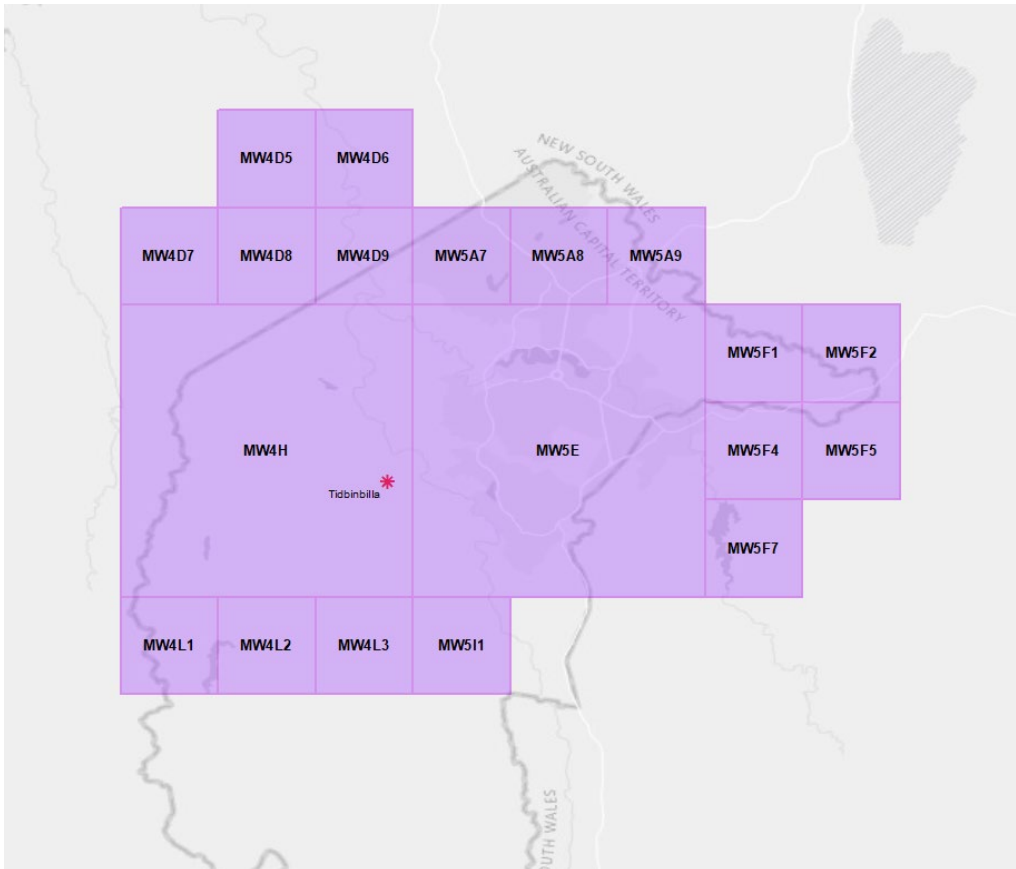 MW4D5 MW4D6
NEW SOUTH WALES
AUSTRALIAN CAPITAL TERRITORY
MW4D7 MW4D8 MW4D9 MW5A7 MW5A8 MW5A9
MW5F1 MW5F2
MW4H MW5E MW5F4 MW5F5
Tidbinbilla
MW5F7
MW4L1 MW4L2 MW4L3 MW5I1
OUTH WALES